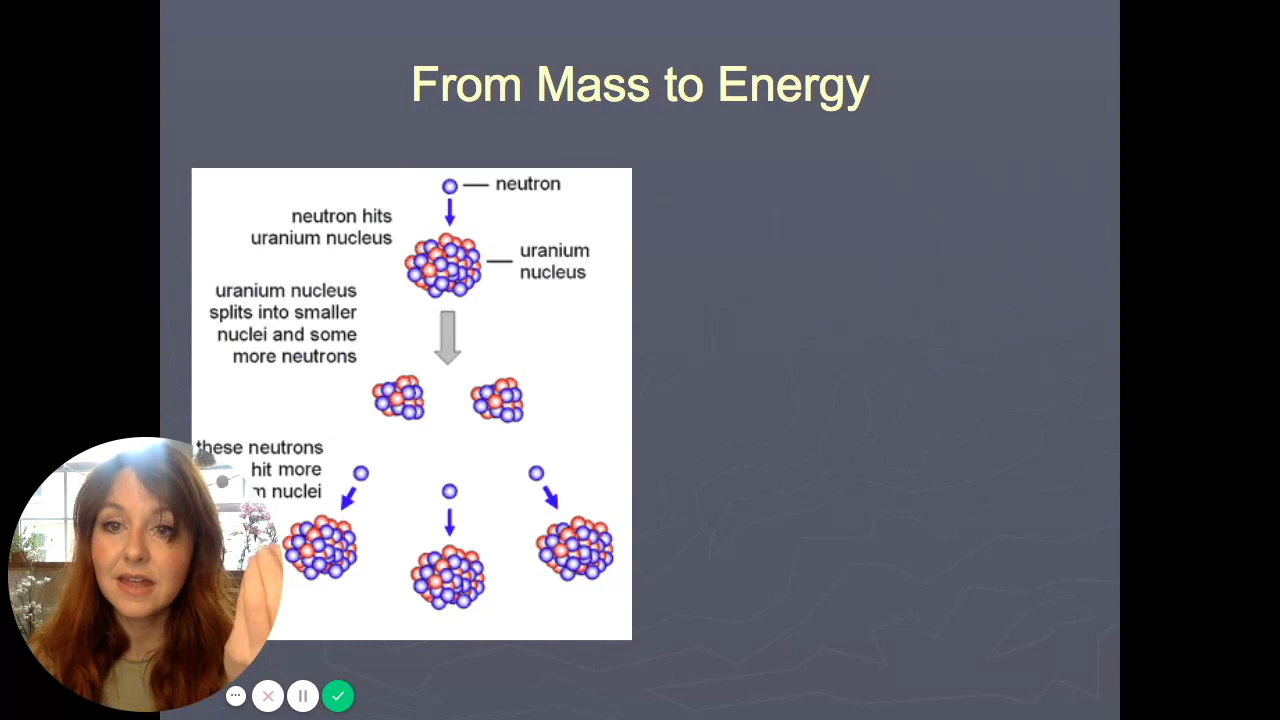 From Mass to Energy
neutron
neutron hits
uranium nucleus
uranium
nucleus
uranium nucleus
splits into smaller
nuclei and some
more neutrons
these neutrons
hit more
nuclei